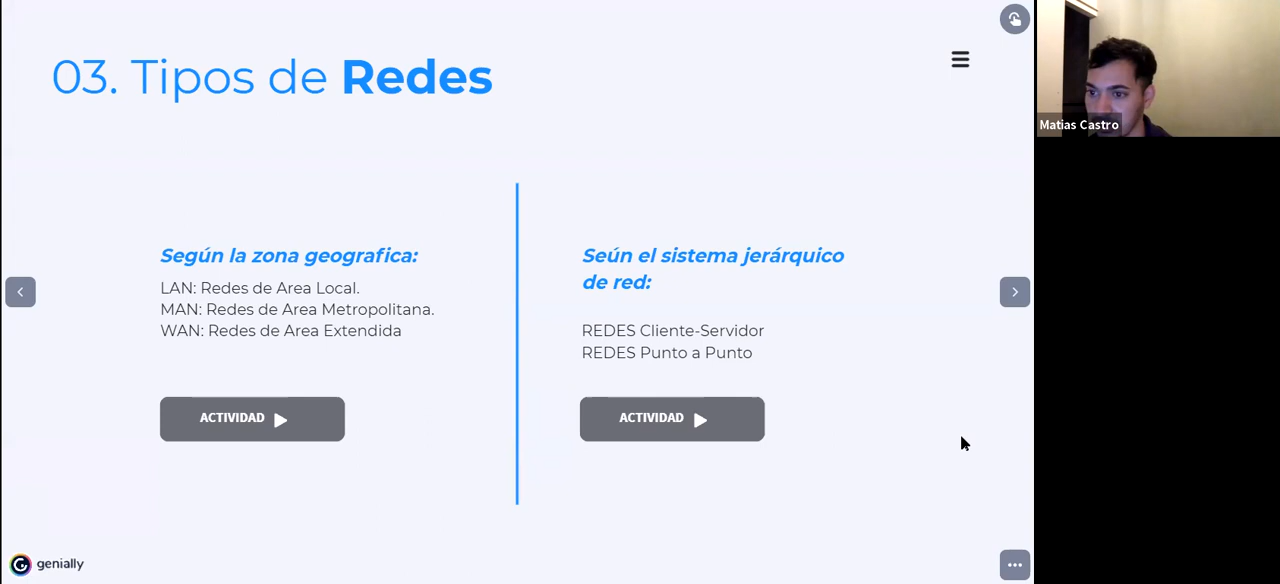 03. Tipos de Redes
Según la zona geografica:
LAN: Redes de Area Local.
MAN: Redes de Area Metropolitana.
WAN: Redes de Area Extendida
ACTIVIDAD
Seún el sistema jerárquico
de red:
REDES Cliente-Servidor
REDES Punto a Punto
ACTIVIDAD
genially
Matias Castro